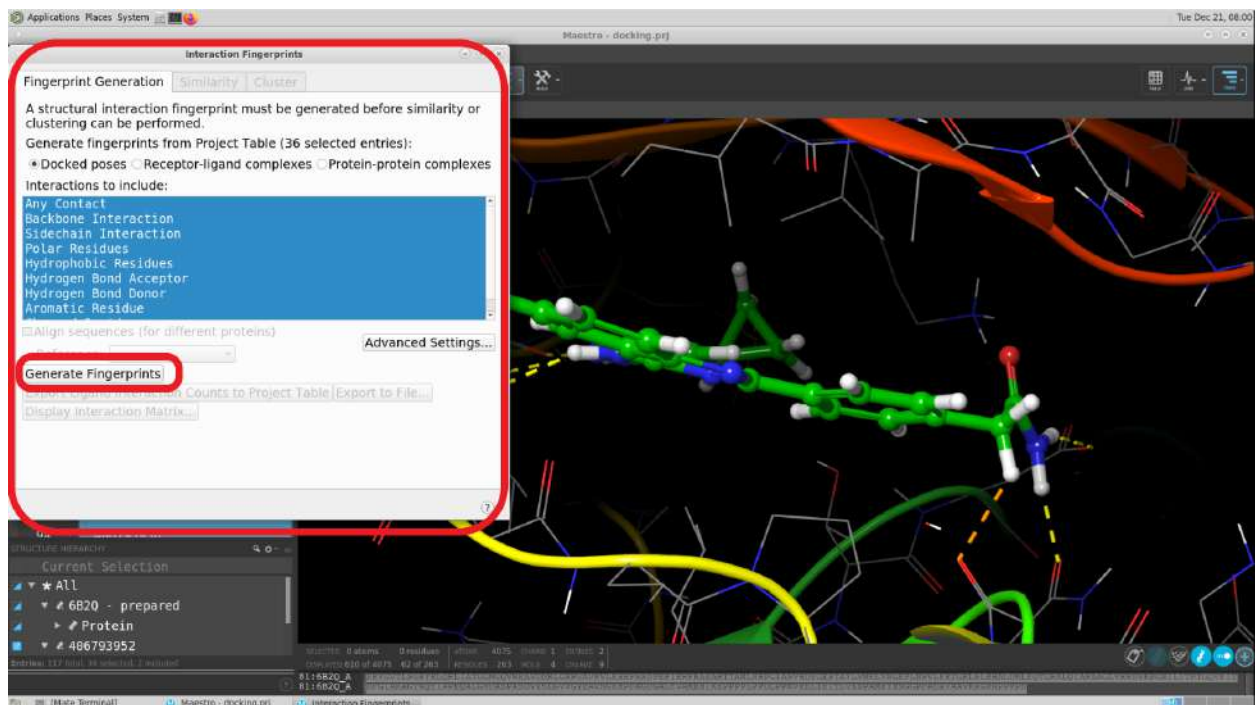 Applications Places System
Tue Dec 21, 08:00
Maestro - docking.prj
Interaction Fingerprints
Fingerprint Generation Similarity Cluster
A structural interaction fingerprint must be generated before similarity or
clustering can be performed.
Generate fingerprints from Project Table (36 selected entries):
Docked poses Receptor-ligand complexes Protein-protein complexes
Interactions to include:
Any Contact
Backbone Interaction
Sidechain Interaction
Polar Residues
Hydrophobic Residues
Hydrogen Bond Acceptor
Hydrogen Bond Donor
Aromatic Residue
Align sequences (for different proteins)
Advanced Settings...
Generate Fingerprints
Export Ligand Interaction Counts to Project Table Export to File...
Display Interaction Matrix...
?
STRUCTURE HIERARCHY
Current Selection
All
6B2Q - prepared
Protein
406793952
81:6B2Q_A
81:6B2Q_A
[Mate Terminal] Maestro - docking.prj Interaction Fingerprints